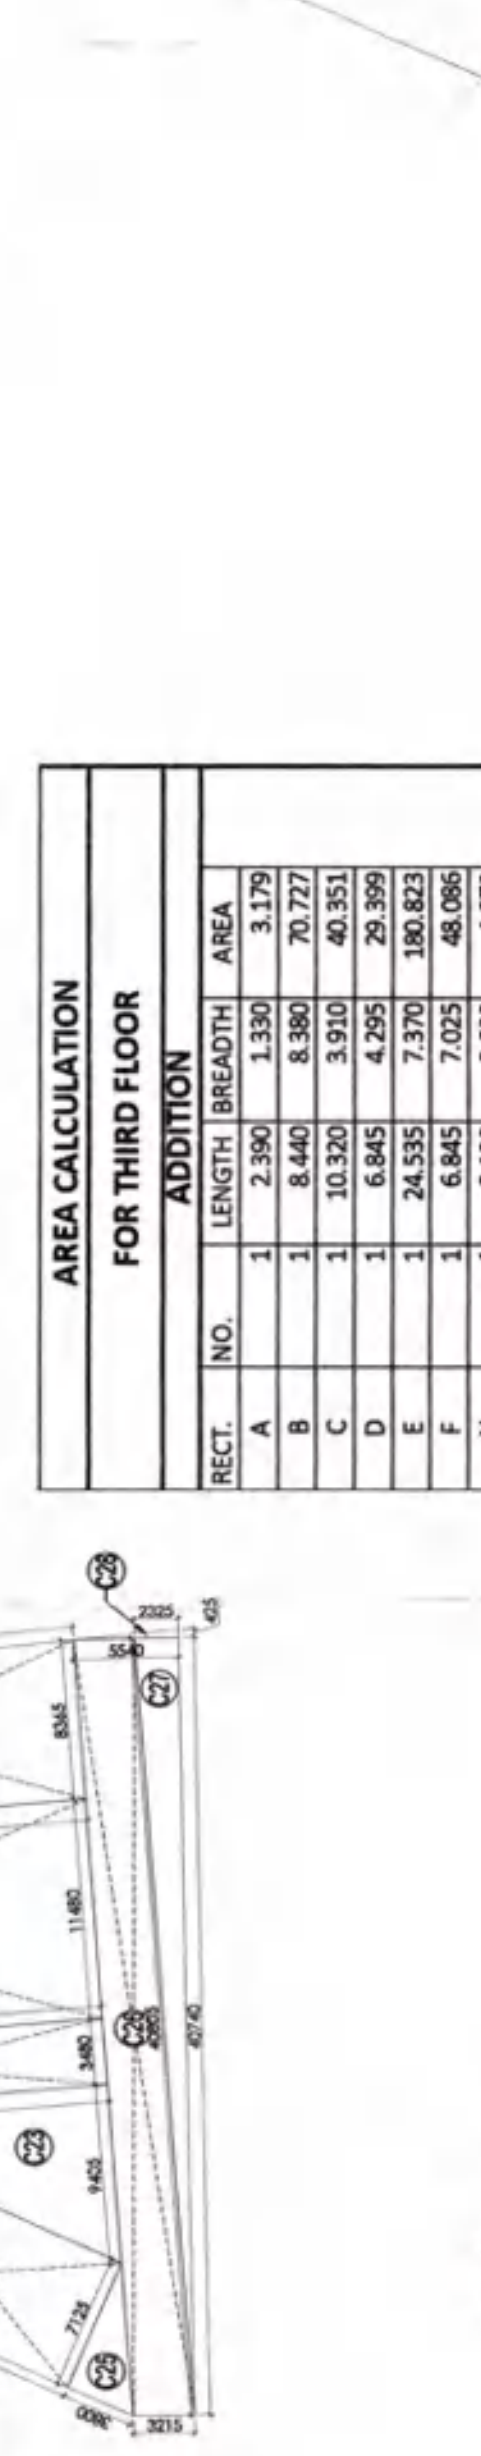 AREA CALCULATION
FOR THIRD FLOOR
ADDITION
RECT. NO. LENGTH BREADTH AREA
A 1 2.390 1.330 3.179
B 1 8.440 8.380 70.727
C 1 10.320 3.910 40.351
D 1 6.845 4.295 29.399
E 1 24.535 7.370 180.823
F 1 6.845 7.025 48.086
C28
2325
425
5540
C27
8365
11480
C26
40740
3480
C23
9405
7125
C25
3800
3215